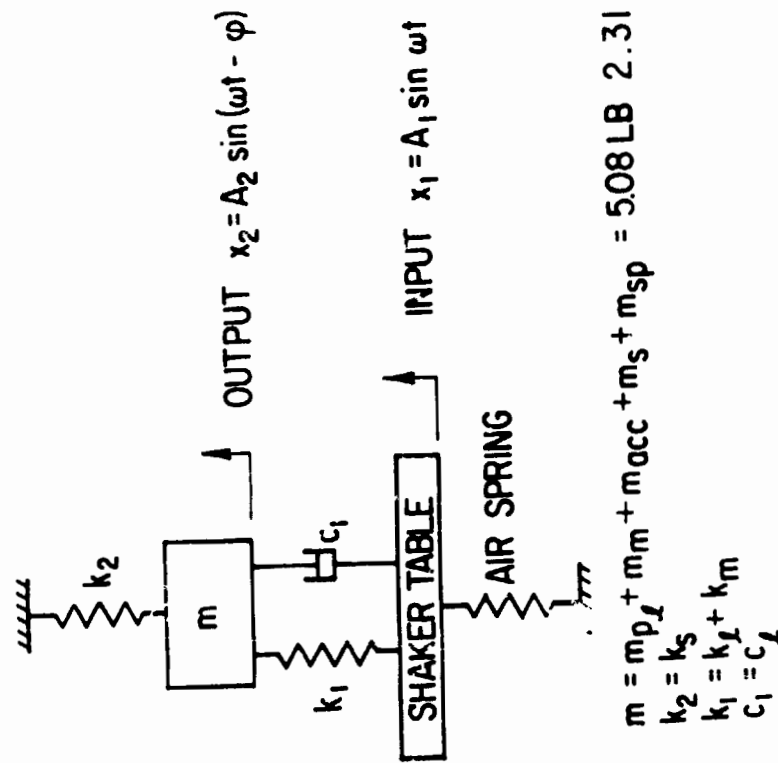 k₂
m
OUTPUT x₂ = A₂ sin (ωt - φ)
k₁
c₁
SHAKER TABLE
INPUT x₁ = A₁ sin ωt
AIR SPRING
m = m_pℓ + m_m + m_acc + m_s + m_sp = 5.08 LB 2.31
k₂ = k_s
k₁ = k_ℓ + k_m
c₁ = c_ℓ